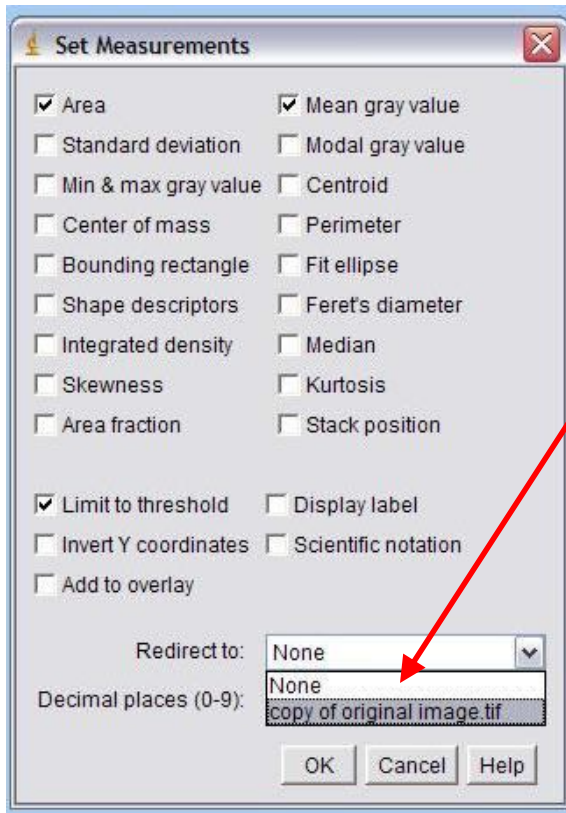 Set Measurements
Area Mean gray value
Standard deviation Modal gray value
Min & max gray value Centroid
Center of mass Perimeter
Bounding rectangle Fit ellipse
Shape descriptors Feret's diameter
Integrated density Median
Skewness Kurtosis
Area fraction Stack position
Limit to threshold Display label
Invert Y coordinates Scientific notation
Add to overlay
Redirect to: None
None
Decimal places (0-9):
copy of original image.tif
OK Cancel Help